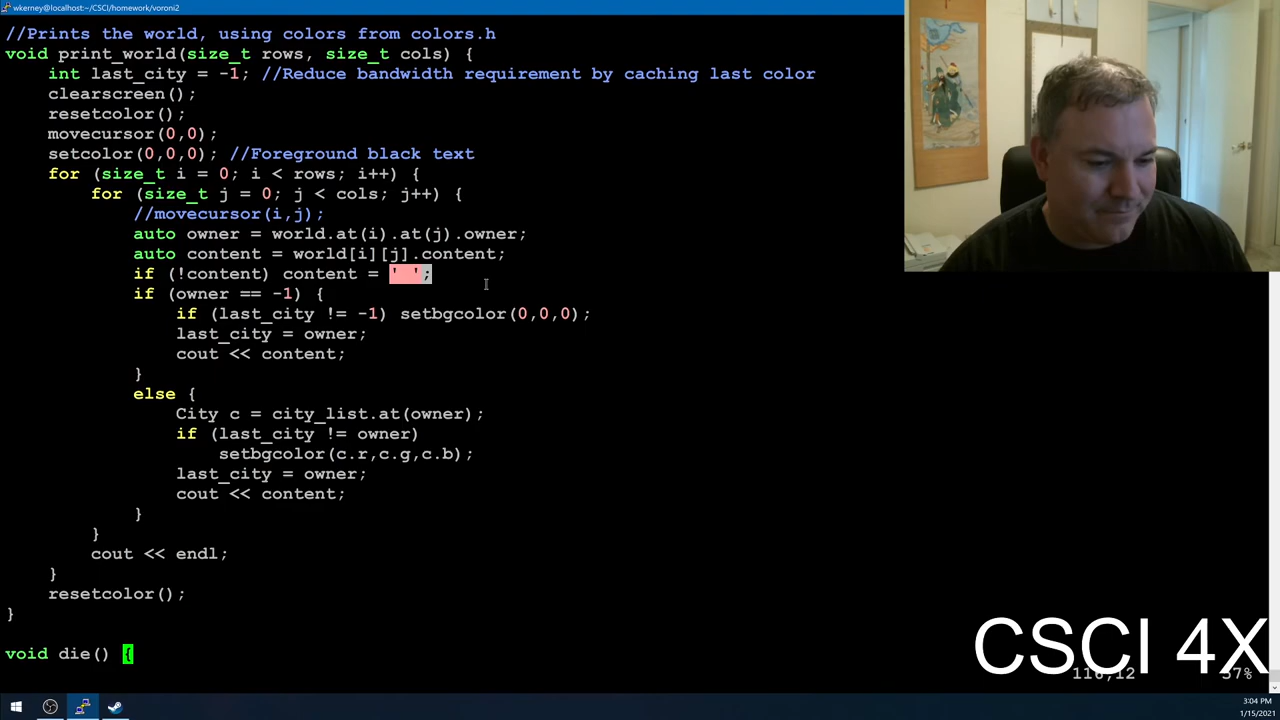 wkerney@localhost:~/CSCI/homework/voroni2
//Prints the world, using colors from colors.h
void print_world(size_t rows, size_t cols) {
int last_city = -1; //Reduce bandwidth requirement by caching last color
clearscreen();
resetcolor();
movecursor(0,0);
setcolor(0,0,0); //Foreground black text
for (size_t i = 0; i < rows; i++) {
for (size_t j = 0; j < cols; j++) {
//movecursor(i,j);
auto owner = world.at(i).at(j).owner;
auto content = world[i][j].content;
if (!content) content = ' ';
if (owner == -1) {
if (last_city != -1) setbgcolor(0,0,0);
last_city = owner;
cout << content;
}
else {
City c = city_list.at(owner);
if (last_city != owner)
setbgcolor(c.r,c.g,c.b);
last_city = owner;
cout << content;
}
}
cout << endl;
}
resetcolor();
}
void die() {
CSCI 4X
3:04 PM
1/15/2021